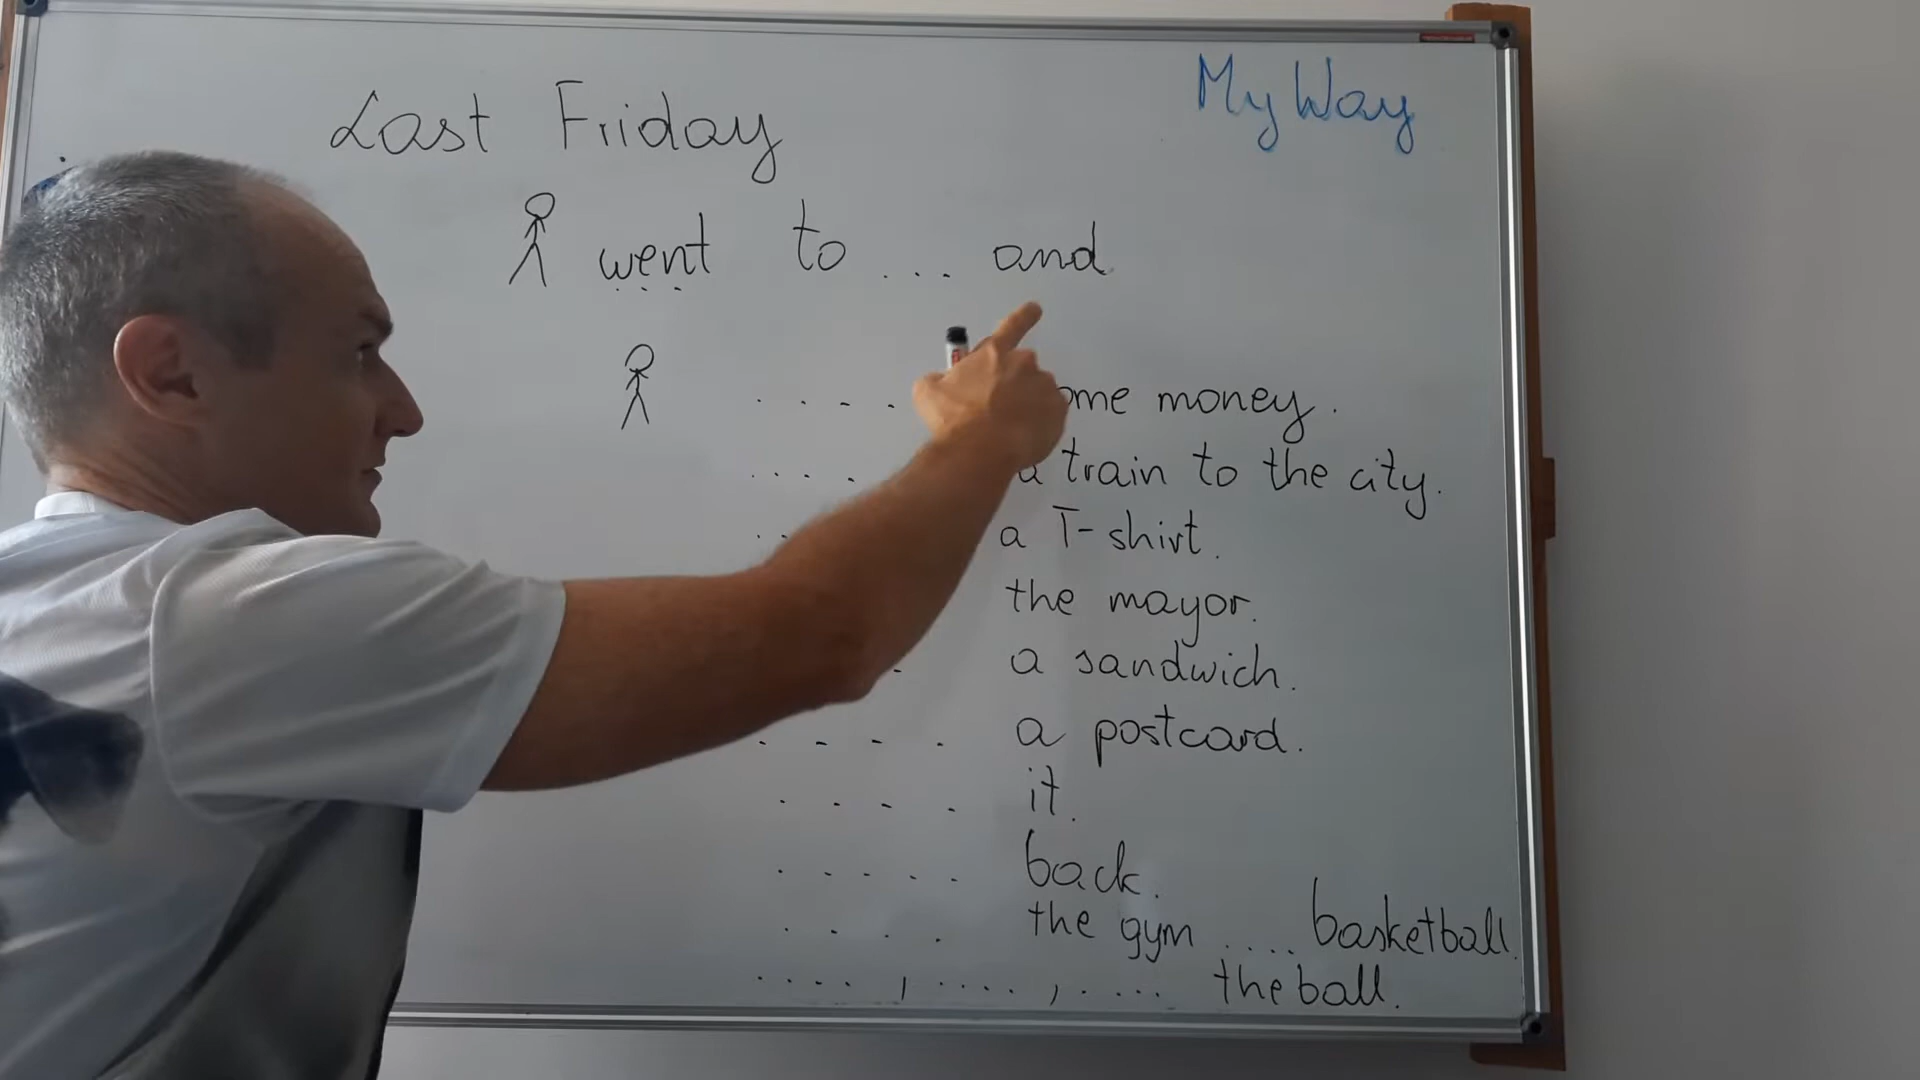 My Way
Last Friday
went to ... and
ome money.
a train to the city.
a T-shirt.
the mayor.
a sandwich.
a postcard.
it.
back.
the gym .... basketball.
...., ...., .... the ball.